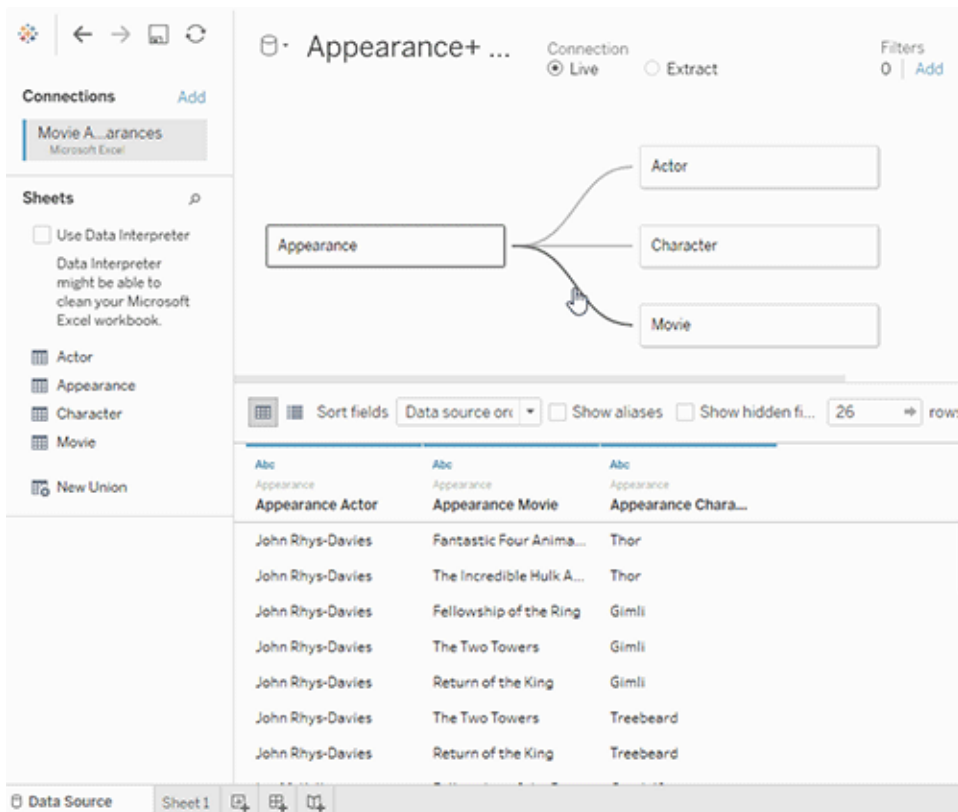 Appearance+ ...
Connection
Live
Extract
Filters
0 | Add
Connections
Add
Movie A...arances
Microsoft Excel
Sheets
Use Data Interpreter
Data Interpreter
might be able to
clean your Microsoft
Excel workbook.
Actor
Appearance
Character
Movie
New Union
Appearance
Actor
Character
Movie
Sort fields
Data source or
Show aliases
Show hidden fi...
26
rows
Abc
Appearance
Appearance Actor
Abc
Appearance
Appearance Movie
Abc
Appearance
Appearance Chara...
John Rhys-Davies Fantastic Four Anima... Thor
John Rhys-Davies The Incredible Hulk A... Thor
John Rhys-Davies Fellowship of the Ring Gimli
John Rhys-Davies The Two Towers Gimli
John Rhys-Davies Return of the King Gimli
John Rhys-Davies The Two Towers Treebeard
John Rhys-Davies Return of the King Treebeard
Data Source
Sheet 1